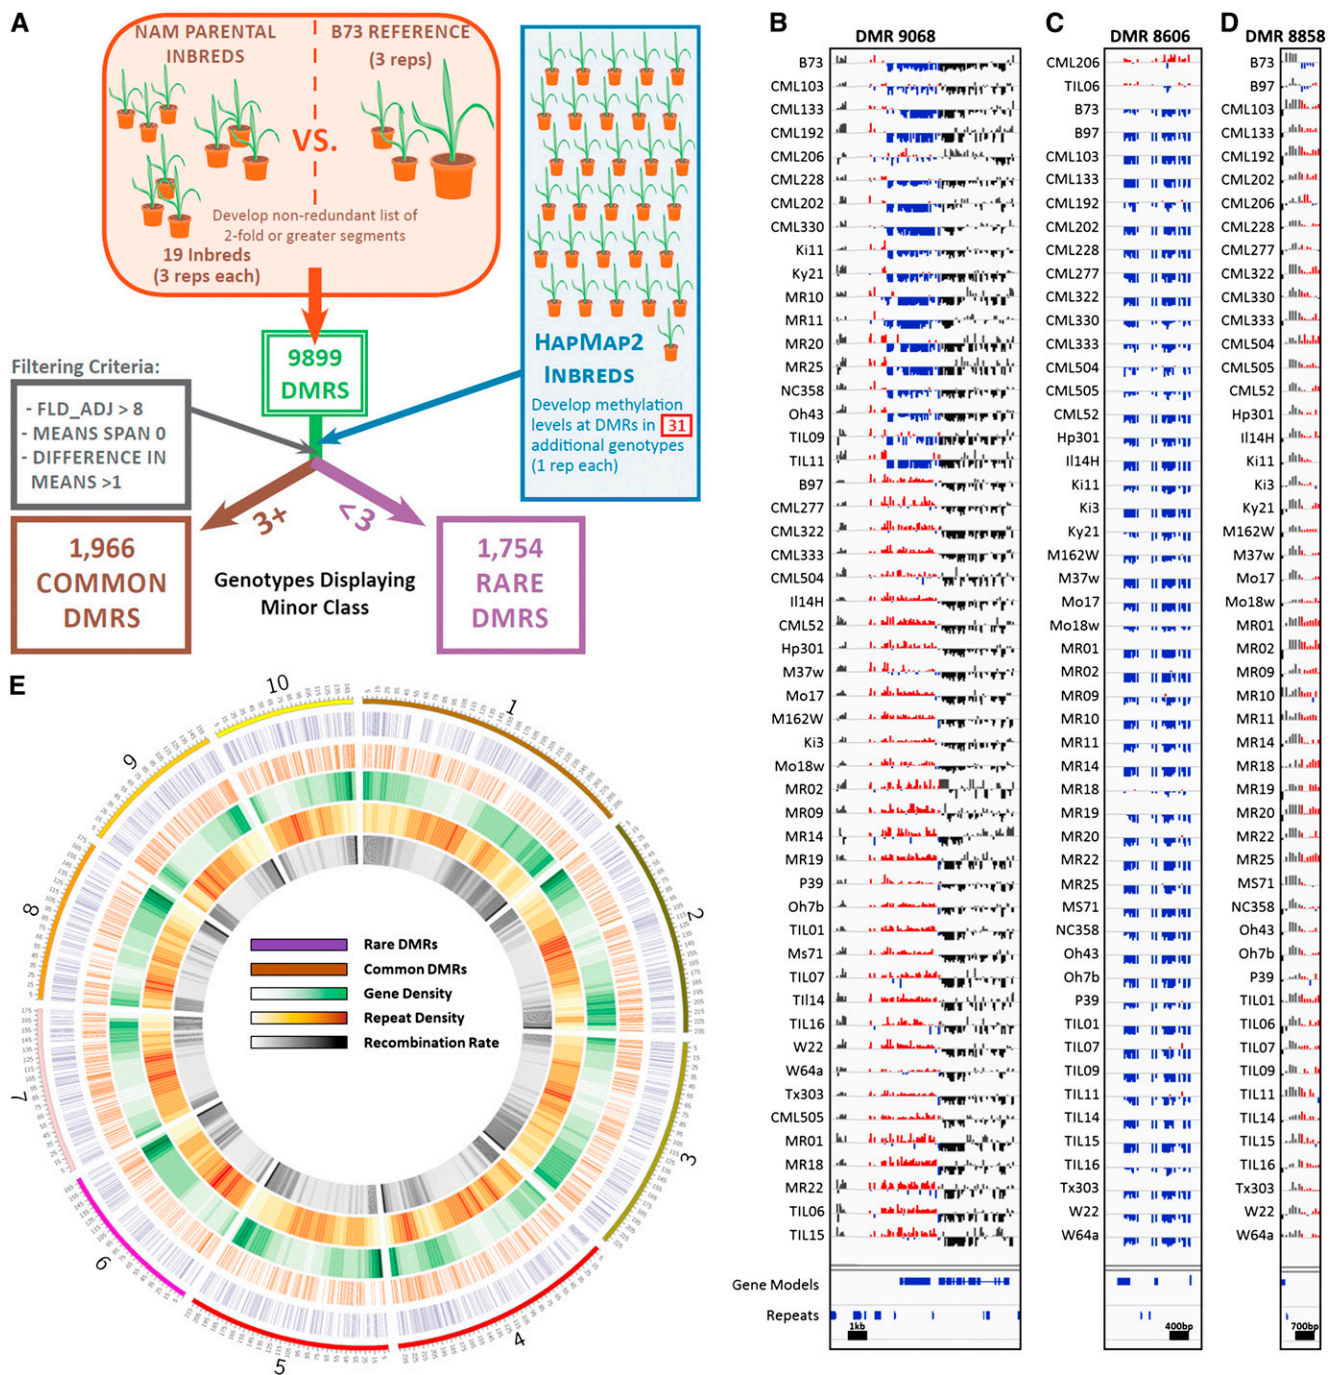 A
NAM PARENTAL
INBREDS
B73 REFERENCE
(3 reps)
VS.
Develop non-redundant list of
2-fold or greater segments
19 Inbreds
(3 reps each)
9899
DMRS
HAPMAP2
INBREDS
Develop methylation
levels at DMRs in 31
additional genotypes
(1 rep each)
Filtering Criteria:
- FLD_ADJ > 8
- MEANS SPAN 0
- DIFFERENCE IN
MEANS >1
3+
<3
1,966
COMMON
DMRS
Genotypes Displaying
Minor Class
1,754
RARE
DMRS
B
DMR 9068
B73
CML103
CML133
CML192
CML206
CML228
CML202
CML330
Ki11
Ky21
MR10
MR11
MR20
MR25
NC358
Oh43
TIL09
TIL11
B97
CML277
CML322
CML333
CML504
Il14H
CML52
Hp301
M37w
Mo17
M162W
Ki3
Mo18w
MR02
MR09
MR14
MR19
P39
Oh7b
TIL01
Ms71
TIL07
TIl14
TIL16
W22
W64a
Tx303
CML505
MR01
MR18
MR22
TIL06
TIL15
Gene Models
Repeats
1kb
C
DMR 8606
CML206
TIL06
B73
B97
CML103
CML133
CML192
CML202
CML228
CML277
CML322
CML330
CML333
CML504
CML505
CML52
Hp301
Il14H
Ki11
Ki3
Ky21
M162W
M37w
Mo17
Mo18w
MR01
MR02
MR09
MR10
MR11
MR14
MR18
MR19
MR20
MR22
MR25
MS71
NC358
Oh43
Oh7b
P39
TIL01
TIL07
TIL09
TIL11
TIL14
TIL15
TIL16
Tx303
W22
W64a
400bp
D
DMR 8858
B73
B97
CML103
CML133
CML192
CML202
CML206
CML228
CML277
CML322
CML330
CML333
CML504
CML505
CML52
Hp301
Il14H
Ki11
Ki3
Ky21
M162W
M37w
Mo17
Mo18w
MR01
MR02
MR09
MR10
MR11
MR14
MR18
MR19
MR20
MR22
MR25
MS71
NC358
Oh43
Oh7b
P39
TIL01
TIL06
TIL07
TIL09
TIL11
TIL14
TIL15
TIL16
Tx303
W22
W64a
700bp
E
1
2
3
4
5
6
7
8
9
10
Rare DMRs
Common DMRs
Gene Density
Repeat Density
Recombination Rate